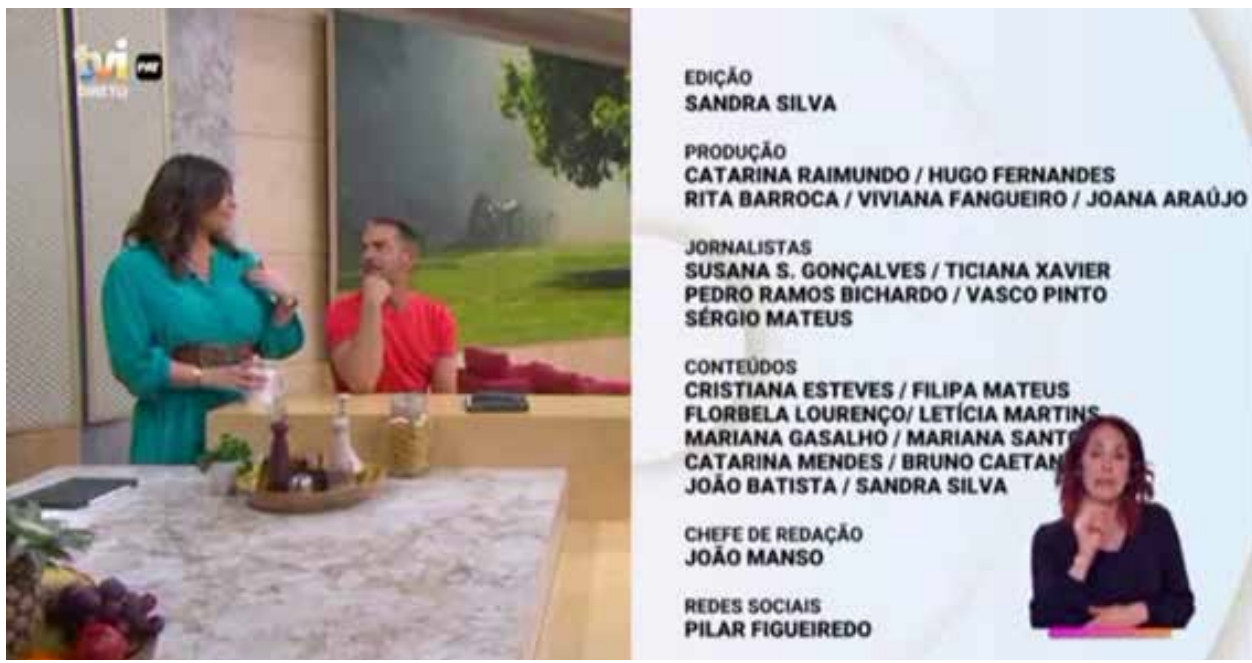 tvi
DIRETO
EDIÇÃO
SANDRA SILVA
PRODUÇÃO
CATARINA RAIMUNDO / HUGO FERNANDES
RITA BARROCA / VIVIANA FANGUEIRO / JOANA ARAÚJO
JORNALISTAS
SUSANA S. GONÇALVES / TICIANA XAVIER
PEDRO RAMOS BICHARDO / VASCO PINTO
SÉRGIO MATEUS
CONTEÚDOS
CRISTIANA ESTEVES / FILIPA MATEUS
FLORBELA LOURENÇO/ LETÍCIA MARTINS
MARIANA GASALHO / MARIANA SANTO
CATARINA MENDES / BRUNO CAETAN
JOÃO BATISTA / SANDRA SILVA
CHEFE DE REDAÇÃO
JOÃO MANSO
REDES SOCIAIS
PILAR FIGUEIREDO